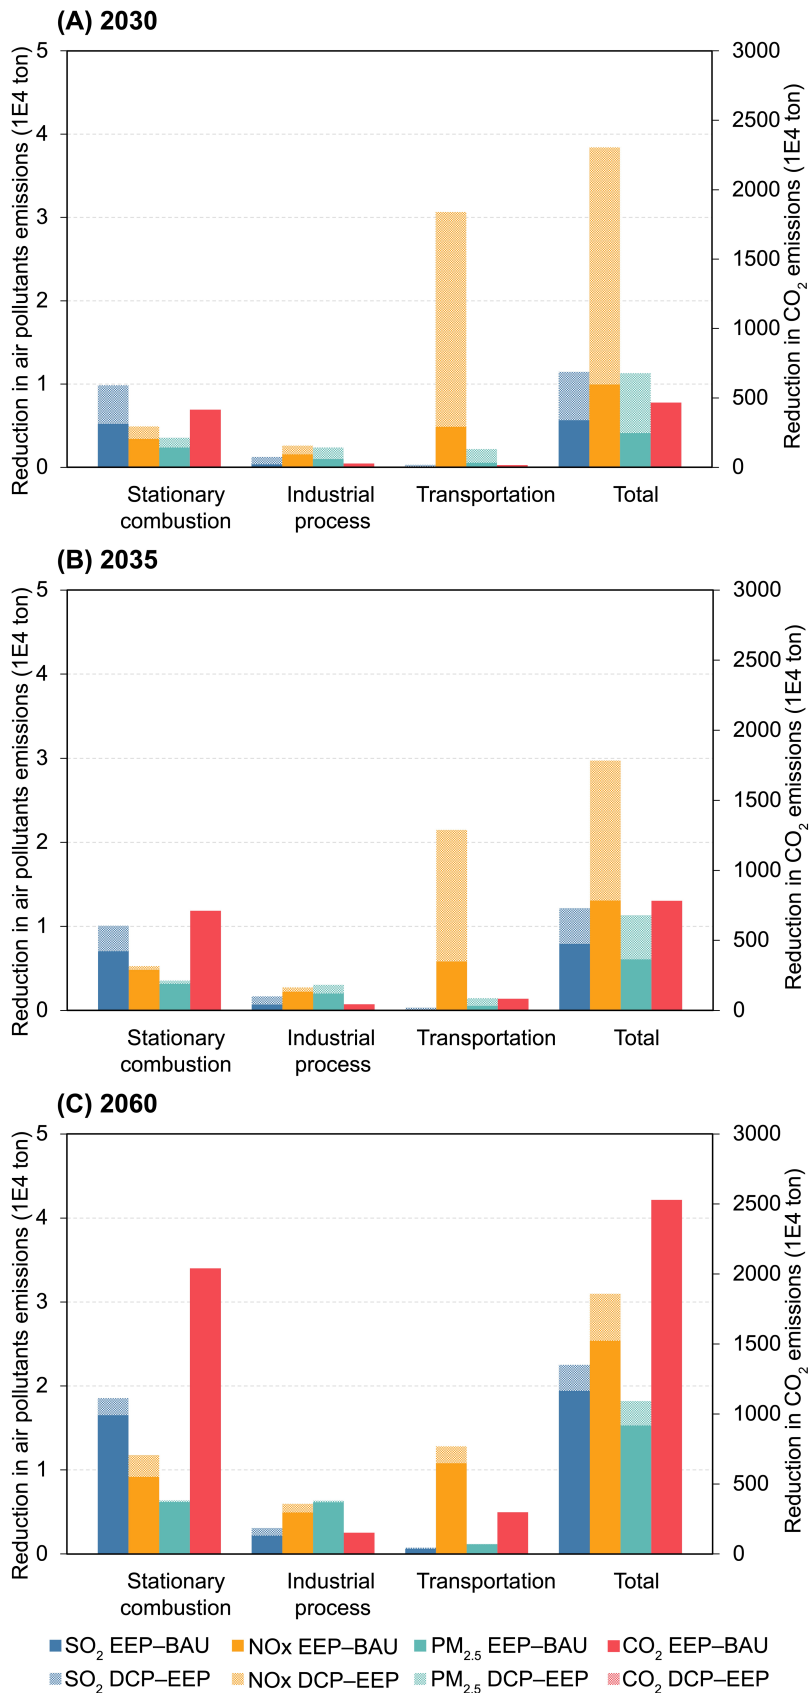 (A) 2030
Reduction in air pollutants emissions (1E4 ton)
5
4
3
2
1
0
3000
2500
2000
1500
1000
500
0
Reduction in CO2 emissions (1E4 ton)
Stationary combustion
Industrial process
Transportation
Total
(B) 2035
Reduction in air pollutants emissions (1E4 ton)
5
4
3
2
1
0
3000
2500
2000
1500
1000
500
0
Reduction in CO2 emissions (1E4 ton)
Stationary combustion
Industrial process
Transportation
Total
(C) 2060
Reduction in air pollutants emissions (1E4 ton)
5
4
3
2
1
0
3000
2500
2000
1500
1000
500
0
Reduction in CO2 emissions (1E4 ton)
Stationary combustion
Industrial process
Transportation
Total
SO2 EEP–BAU NOx EEP–BAU PM2.5 EEP–BAU CO2 EEP–BAU
SO2 DCP–EEP NOx DCP–EEP PM2.5 DCP–EEP CO2 DCP–EEP